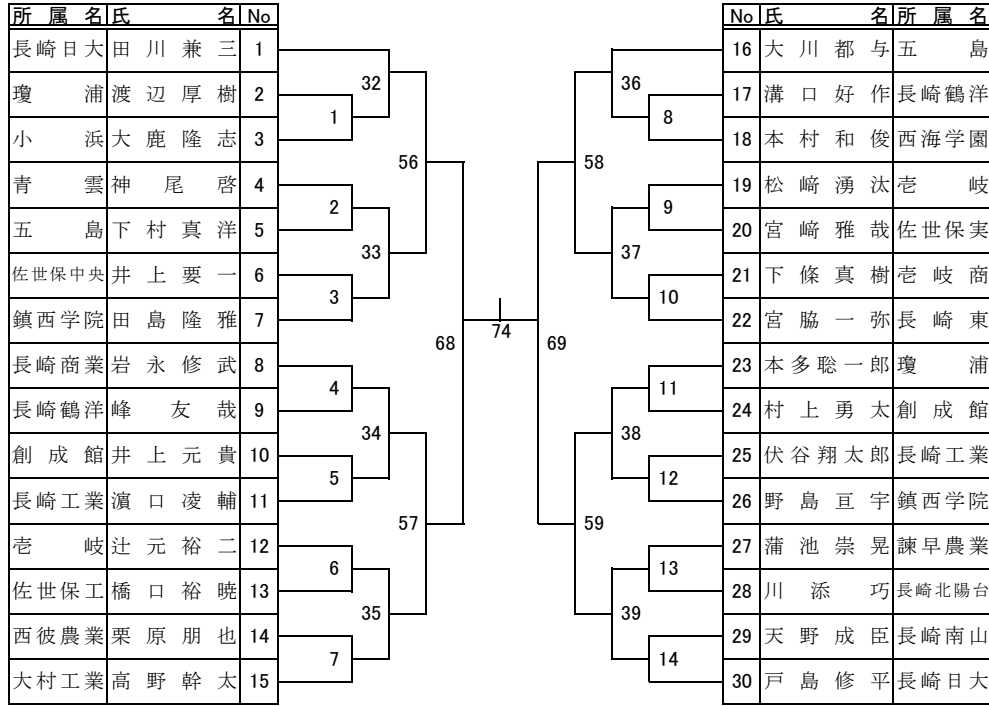 所属名 氏名 No
長崎日大 田川兼三 1
瓊浦 渡辺厚樹 2
小浜 大鹿隆志 3
青雲 神尾啓 4
五島 下村真洋 5
佐世保中央 井上要一 6
鎮西学院 田島隆雅 7
長崎商業 岩永修武 8
長崎鶴洋 峰友哉 9
創成館 井上元貴 10
長崎工業 濵口凌輔 11
壱岐 辻元裕二 12
佐世保工 橋口裕暁 13
西彼農業 栗原朋也 14
大村工業 高野幹太 15
32
1
56
2
33
3
68
4
34
5
57
6
35
7
74
36
8
58
9
37
10
69
11
38
12
59
13
39
14
No 氏名 所属名
16 大川都与 五島
17 溝口好作 長崎鶴洋
18 本村和俊 西海学園
19 松﨑湧汰 壱岐
20 宮﨑雅哉 佐世保実
21 下條真樹 壱岐商
22 宮脇一弥 長崎東
23 本多聡一郎 瓊浦
24 村上勇太 創成館
25 伏谷翔太郎 長崎工業
26 野島亘宇 鎮西学院
27 蒲池崇晃 諫早農業
28 川添巧 長崎北陽台
29 天野成臣 長崎南山
30 戸島修平 長崎日大